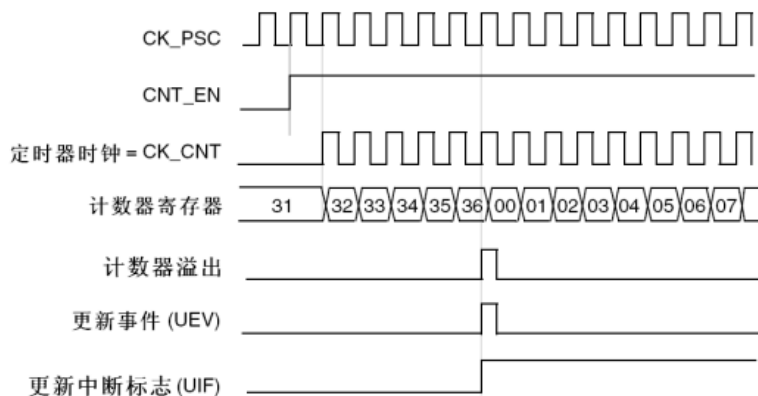 CK_PSC
CNT_EN
定时器时钟 = CK_CNT
计数器寄存器 31 32 33 34 35 36 00 01 02 03 04 05 06 07
计数器溢出
更新事件 (UEV)
更新中断标志 (UIF)